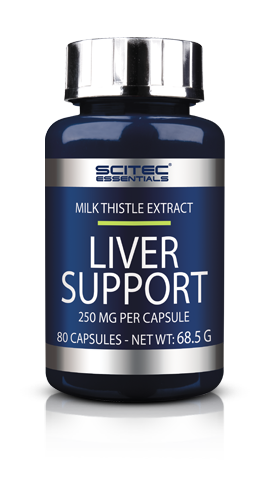 SCITEC
ESSENTIALS
MILK THISTLE EXTRACT
LIVER
SUPPORT
250 MG PER CAPSULE
80 CAPSULES - NET WT: 68.5 G